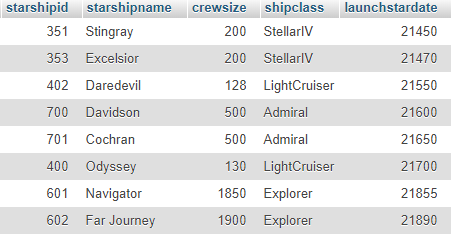 starshipid starshipname crewsize shipclass launchstardate
351 Stingray 200 StellarIV 21450
353 Excelsior 200 StellarIV 21470
402 Daredevil 128 LightCruiser 21550
700 Davidson 500 Admiral 21600
701 Cochran 500 Admiral 21650
400 Odyssey 130 LightCruiser 21700
601 Navigator 1850 Explorer 21855
602 Far Journey 1900 Explorer 21890